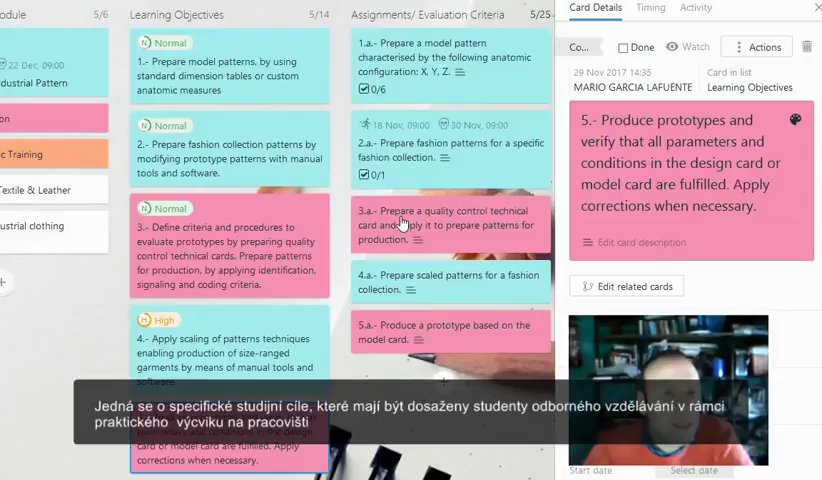 odule
5/6
22 Dec, 09:00
dustrial Pattern
on
c Training
Textile & Leather
ustrial clothing
Learning Objectives
5/14
Normal
1.- Prepare model patterns, by using
standard dimension tables or custom
anatomic measures
Normal
2.- Prepare fashion collection patterns by
modifying prototype patterns with manual
tools and software.
Normal
3.- Define criteria and procedures to
evaluate prototypes by preparing quality
control technical cards. Prepare patterns
for production, by applying identification,
signaling and coding criteria.
High
4.- Apply scaling of patterns techniques
enabling production of size-ranged
garments by means of manual tools and
software.
card or model card are fulfilled. Apply
corrections when necessary.
Assignments/ Evaluation Criteria
5/25
1.a.- Prepare a model pattern
characterised by the following anatomic
configuration: X, Y, Z.
0/6
18 Nov, 09:00
30 Nov, 09:00
2.a.- Prepare fashion patterns for a specific
fashion collection.
0/1
3.a.- Prepare a quality control technical
card and apply it to prepare patterns for
production.
4.a.- Prepare scaled patterns for a fashion
collection.
5.a.- Produce a prototype based on the
model card.
Card Details
Timing
Activity
Co...
Done
Watch
Actions
29 Nov 2017 14:35
MARIO GARCIA LAFUENTE
Card in list
Learning Objectives
5.- Produce prototypes and
verify that all parameters and
conditions in the design card or
model card are fulfilled. Apply
corrections when necessary.
Edit card description
Edit related cards
Start date
Select date
Jedná se o specifické studijní cíle, které mají být dosaženy studenty odborného vzdělávání v rámci
praktického výcviku na pracovišti